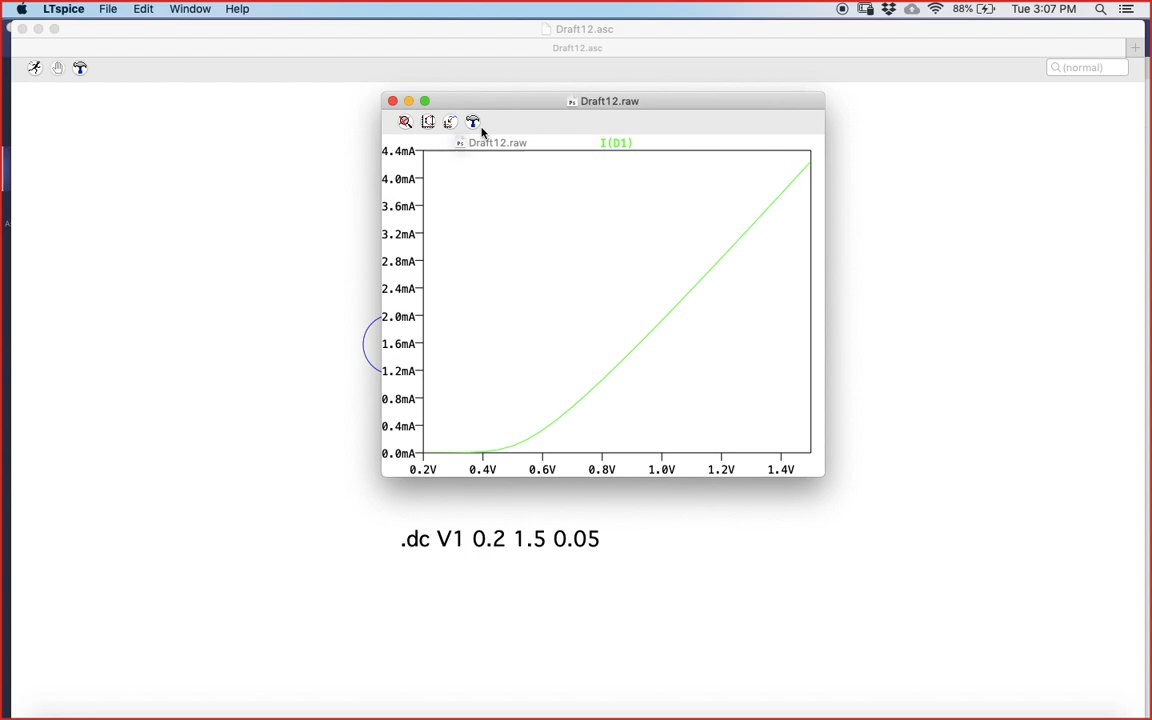 LTspice File Edit Window Help 88% Tue 3:07 PM
Draft12.asc
Draft12.asc
(normal)
Draft12.raw
Draft12.raw I(D1)
4.4mA
4.0mA
3.6mA
3.2mA
2.8mA
2.4mA
2.0mA
1.6mA
1.2mA
0.8mA
0.4mA
0.0mA
0.2V 0.4V 0.6V 0.8V 1.0V 1.2V 1.4V
.dc V1 0.2 1.5 0.05